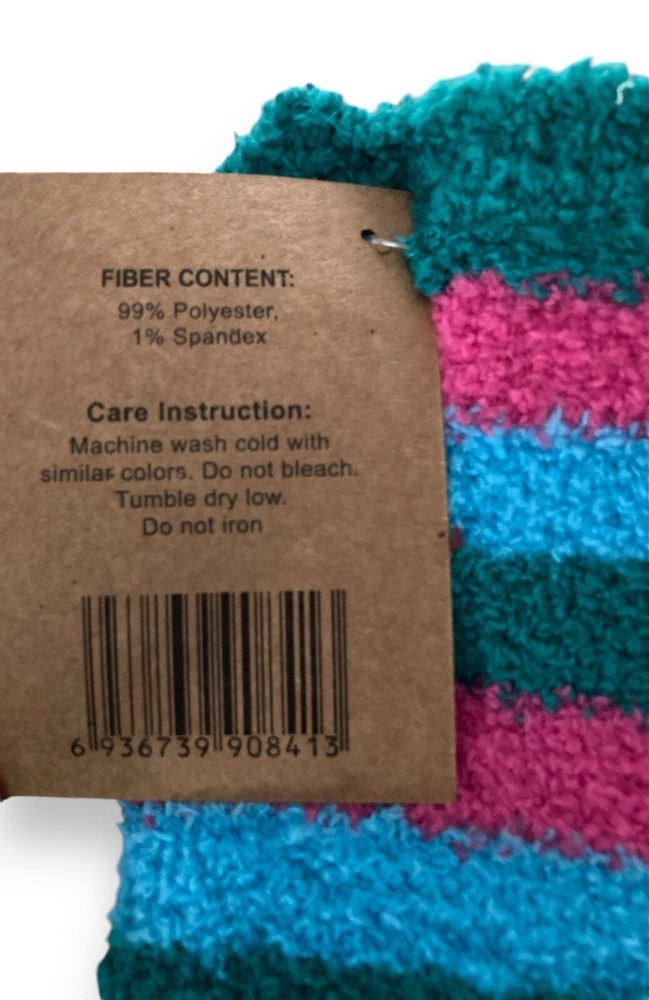 FIBER CONTENT:
99% Polyester,
1% Spandex
Care Instruction:
Machine wash cold with
similar colors. Do not bleach.
Tumble dry low.
Do not iron
6 936739 908413